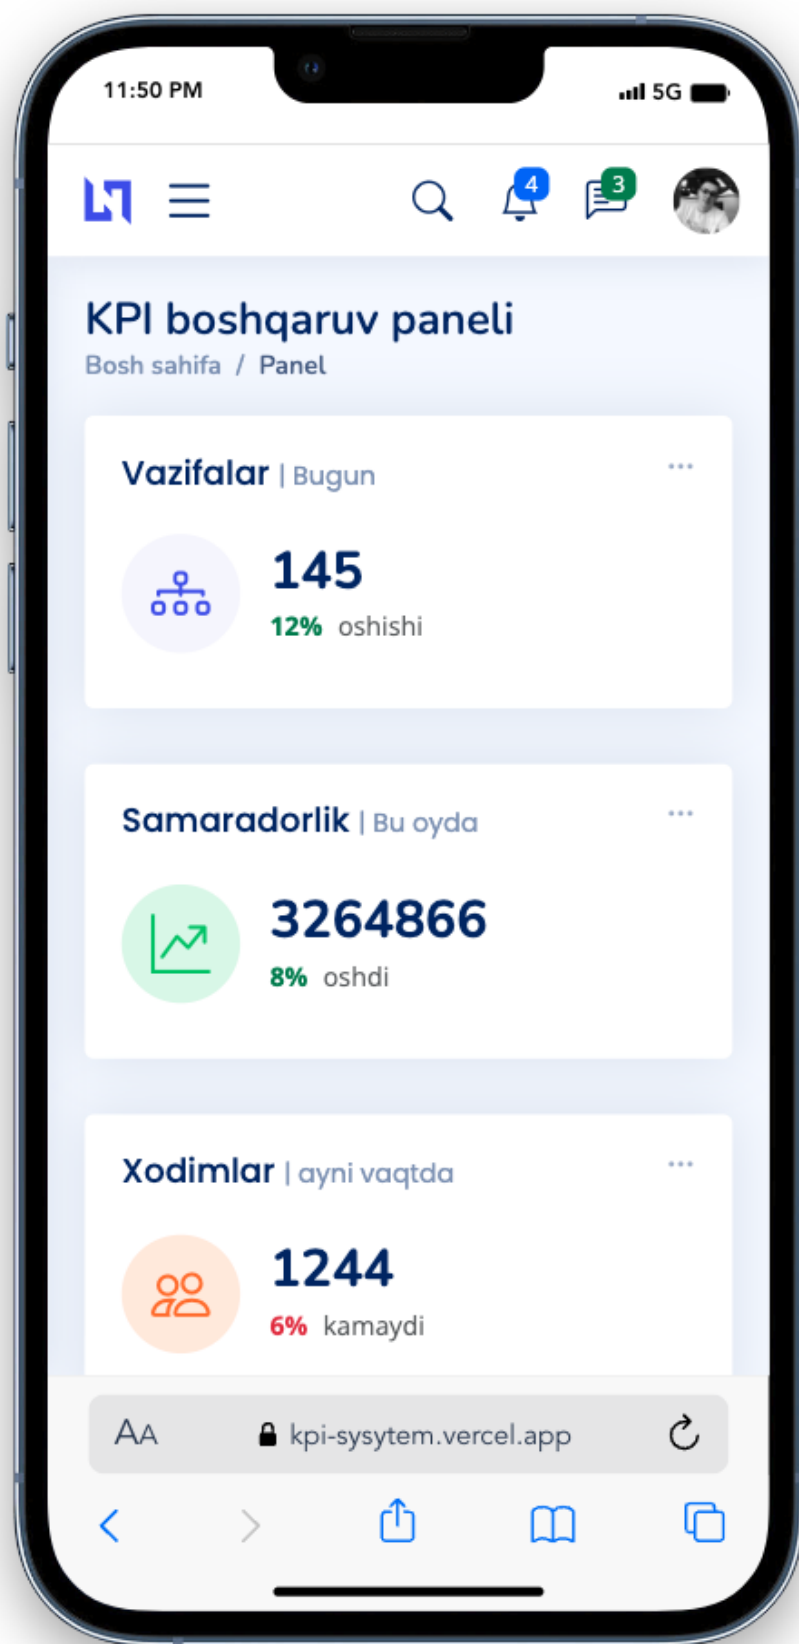 11:50 PM 5G
4 3
KPI boshqaruv paneli
Bosh sahifa / Panel
Vazifalar | Bugun
145
12% oshishi
Samaradorlik | Bu oyda
3264866
8% oshdi
Xodimlar | ayni vaqtda
1244
6% kamaydi
AA kpi-sysytem.vercel.app